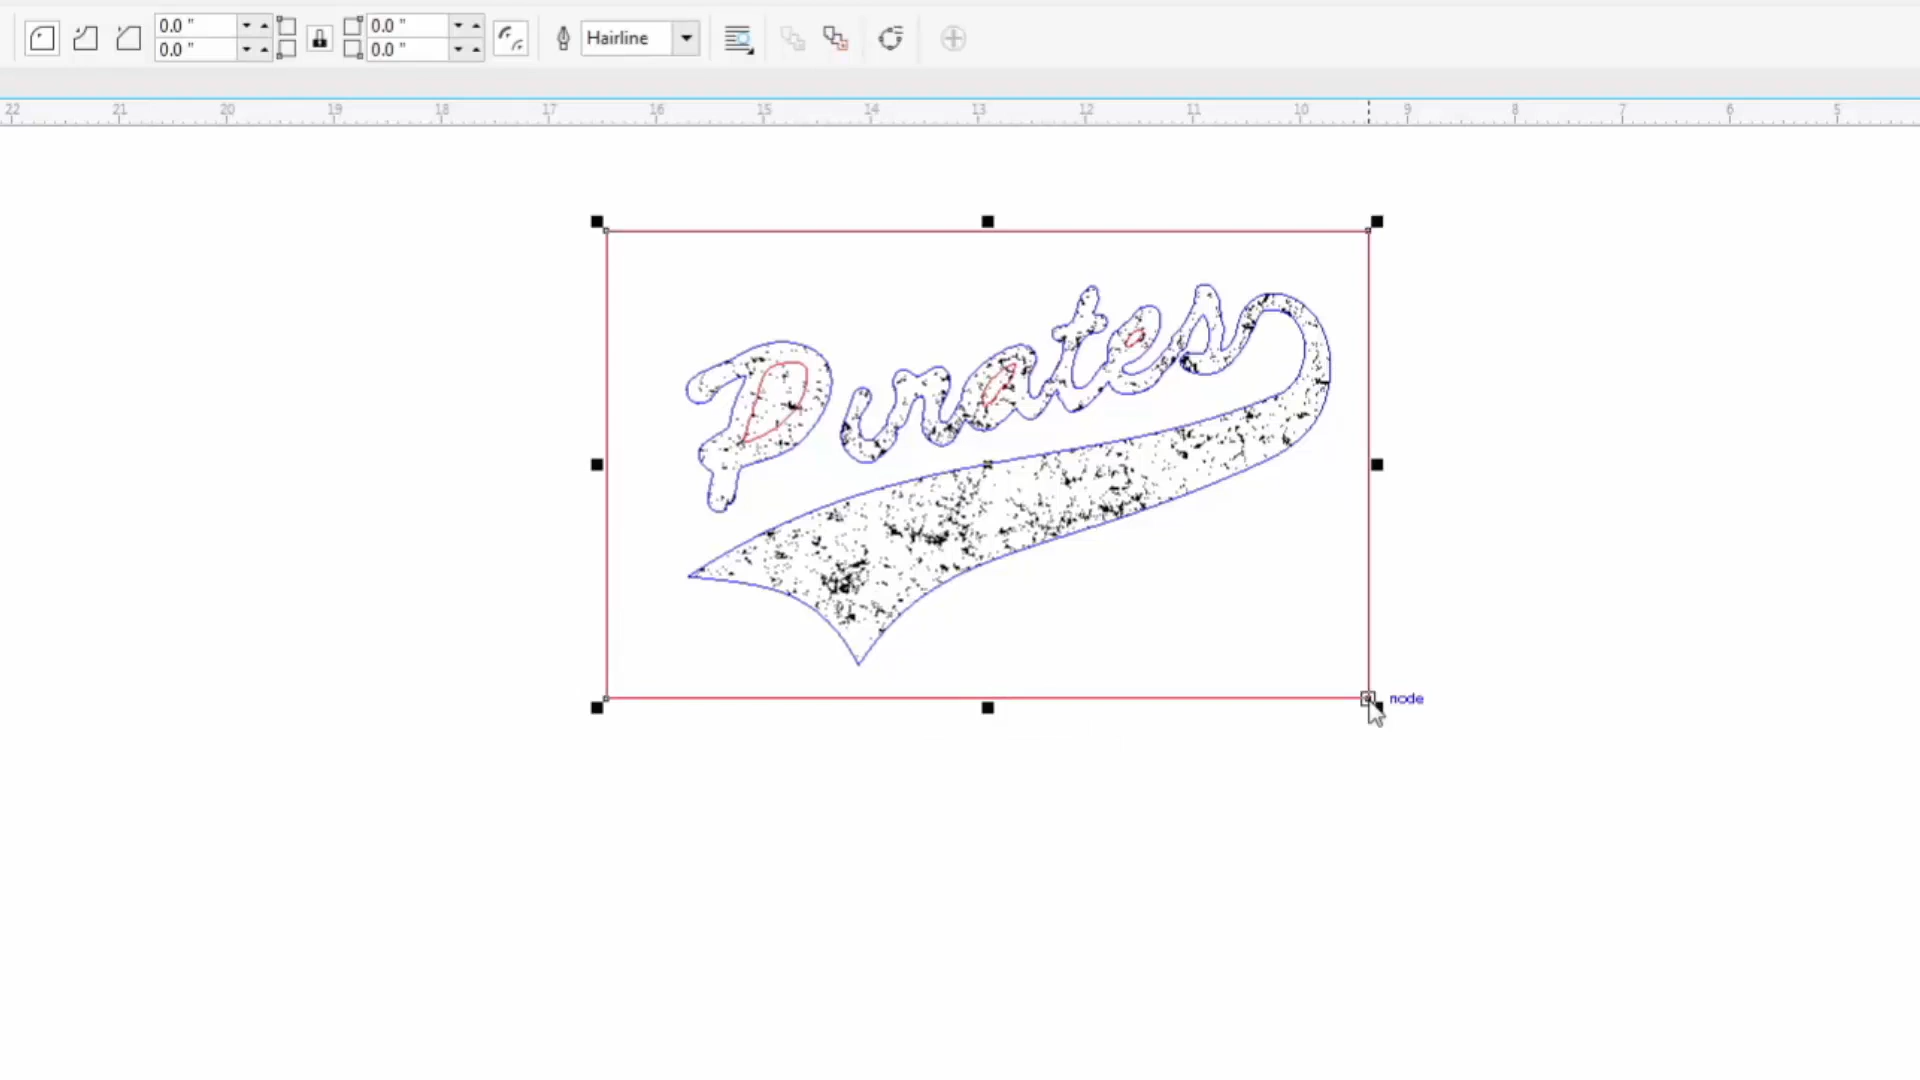 0.0 " 0.0 "
0.0 " 0.0 " Hairline
22 21 20 19 18 17 16 15 14 13 12 11 10 9 8 7 6 5
Pirates
node